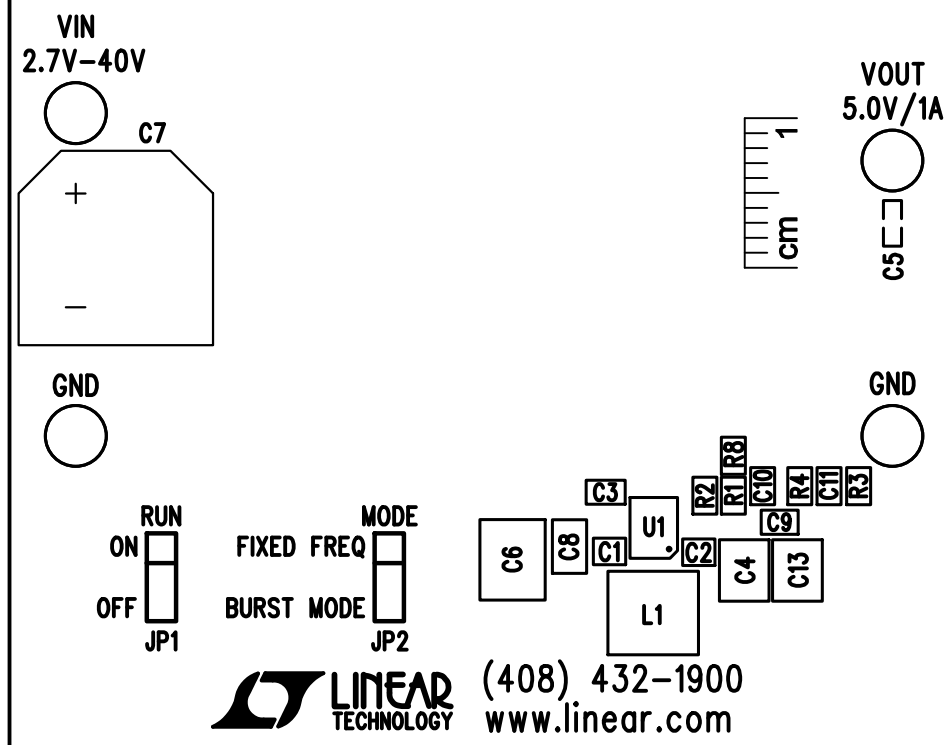 VIN
2.7V-40V
C7
+
-
GND
VOUT
5.0V/1A
1
cm
C5
GND
R8
R2
R1
C10
R4
C11
R3
C3
U1
C9
C6
C8
C1
C2
C4
C13
L1
RUN
ON
OFF
JP1
MODE
FIXED FREQ
BURST MODE
JP2
LINEAR
TECHNOLOGY
(408) 432-1900
www.linear.com